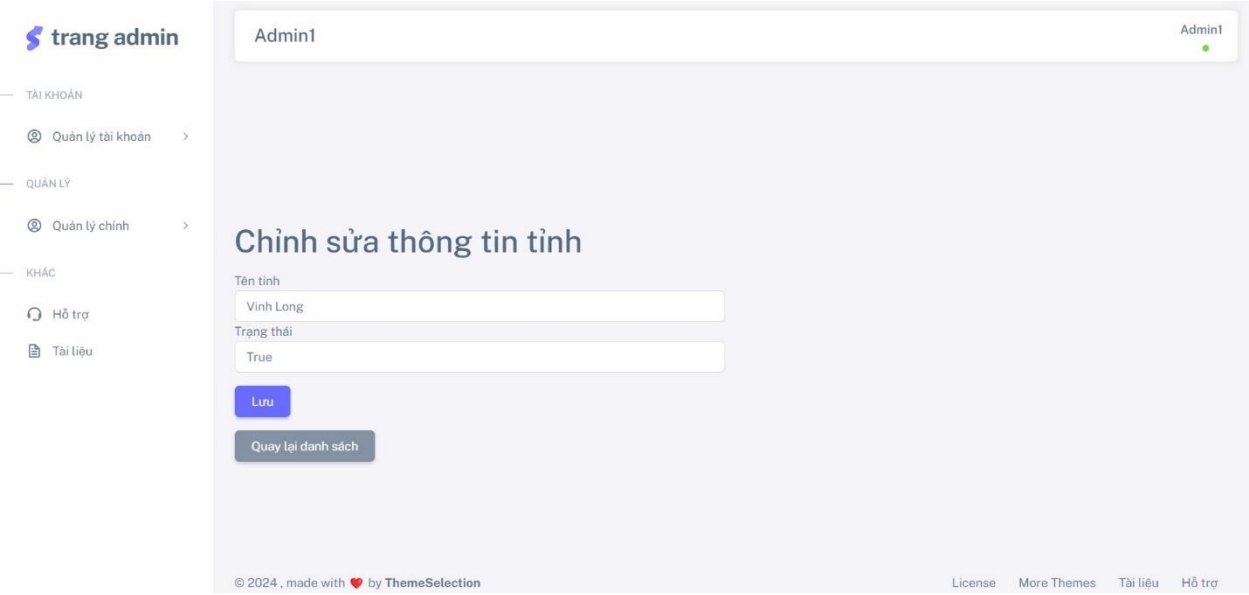 trang admin
Admin1
Admin1
TÀI KHOẢN
Quản lý tài khoản
QUẢN LÝ
Quản lý chính
KHÁC
Hỗ trợ
Tài liệu
Chỉnh sửa thông tin tỉnh
Tên tỉnh
Vinh Long
Trạng thái
True
Lưu
Quay lại danh sách
© 2024 , made with ❤️ by ThemeSelection
License More Themes Tài liệu Hỗ trợ